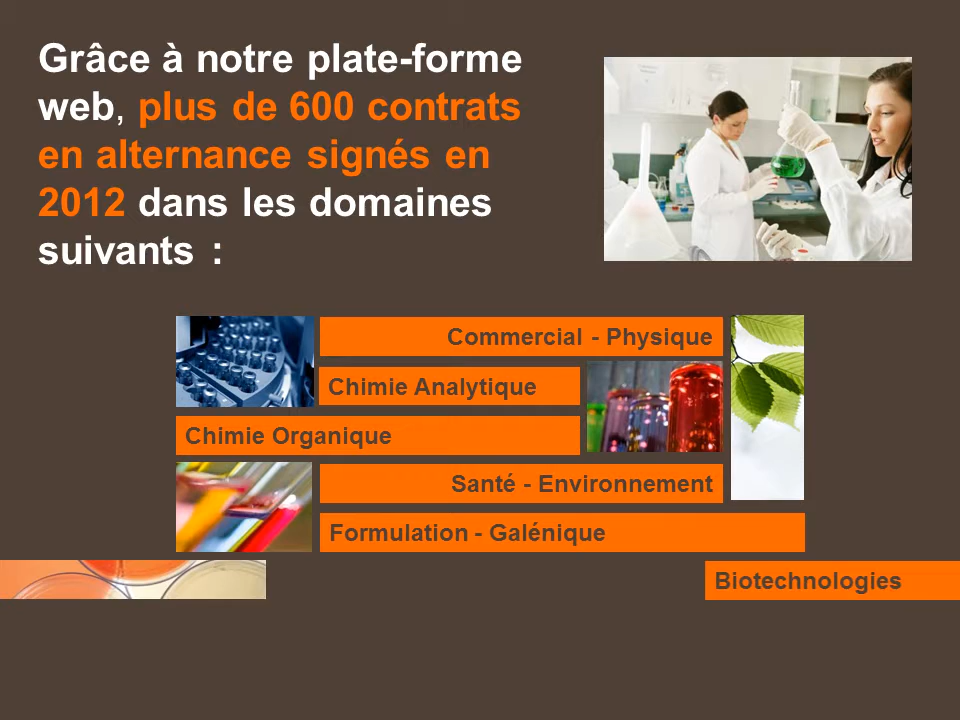 Grâce à notre plate-forme
web, plus de 600 contrats
en alternance signés en
2012 dans les domaines
suivants :
Commercial - Physique
Chimie Analytique
Chimie Organique
Santé - Environnement
Formulation - Galénique
Biotechnologies